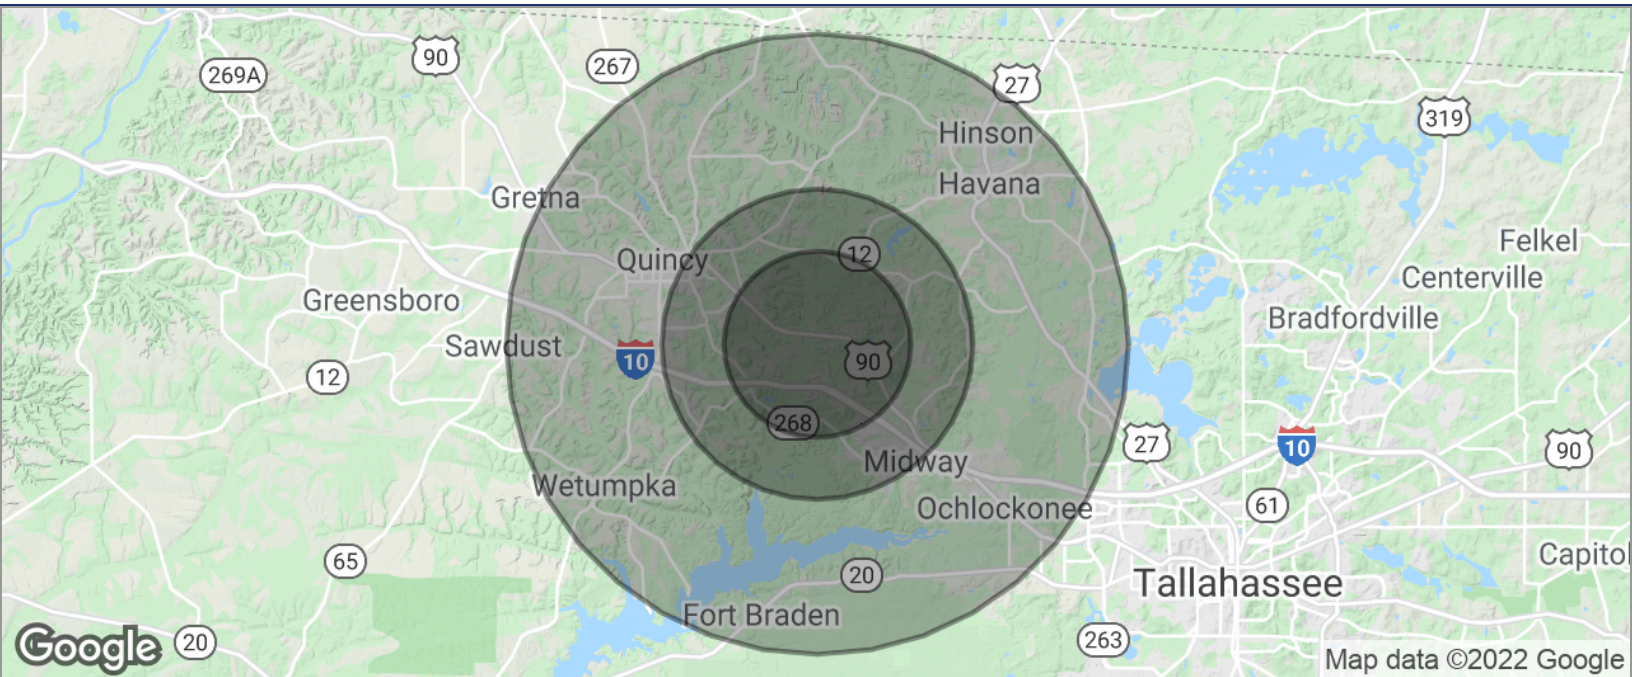 90
269A
267
27
319
Hinson
Havana
Gretna
Felkel
12
Quincy
Centerville
Greensboro
Bradfordville
Sawdust
10
90
12
268
27
10
90
Midway
Wetumpka
61
Ochlockonee
Capitol
65
20
Tallahassee
Fort Braden
20
263
Google
Map data ©2022 Google